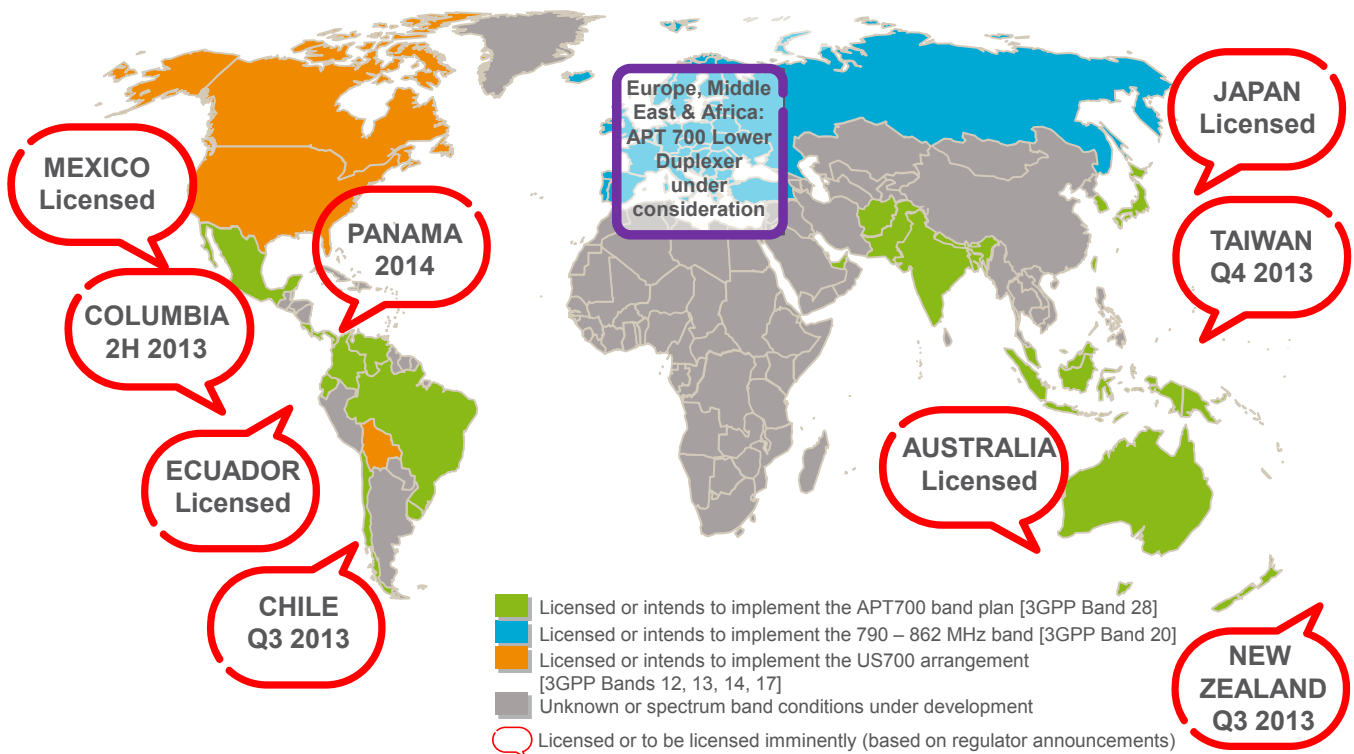 Europe, Middle
East & Africa:
APT 700 Lower
Duplexer
under
consideration
JAPAN
Licensed
MEXICO
Licensed
PANAMA
2014
TAIWAN
Q4 2013
COLUMBIA
2H 2013
ECUADOR
Licensed
AUSTRALIA
Licensed
CHILE
Q3 2013
NEW
ZEALAND
Q3 2013
Licensed or intends to implement the APT700 band plan [3GPP Band 28]
Licensed or intends to implement the 790 – 862 MHz band [3GPP Band 20]
Licensed or intends to implement the US700 arrangement
[3GPP Bands 12, 13, 14, 17]
Unknown or spectrum band conditions under development
Licensed or to be licensed imminently (based on regulator announcements)